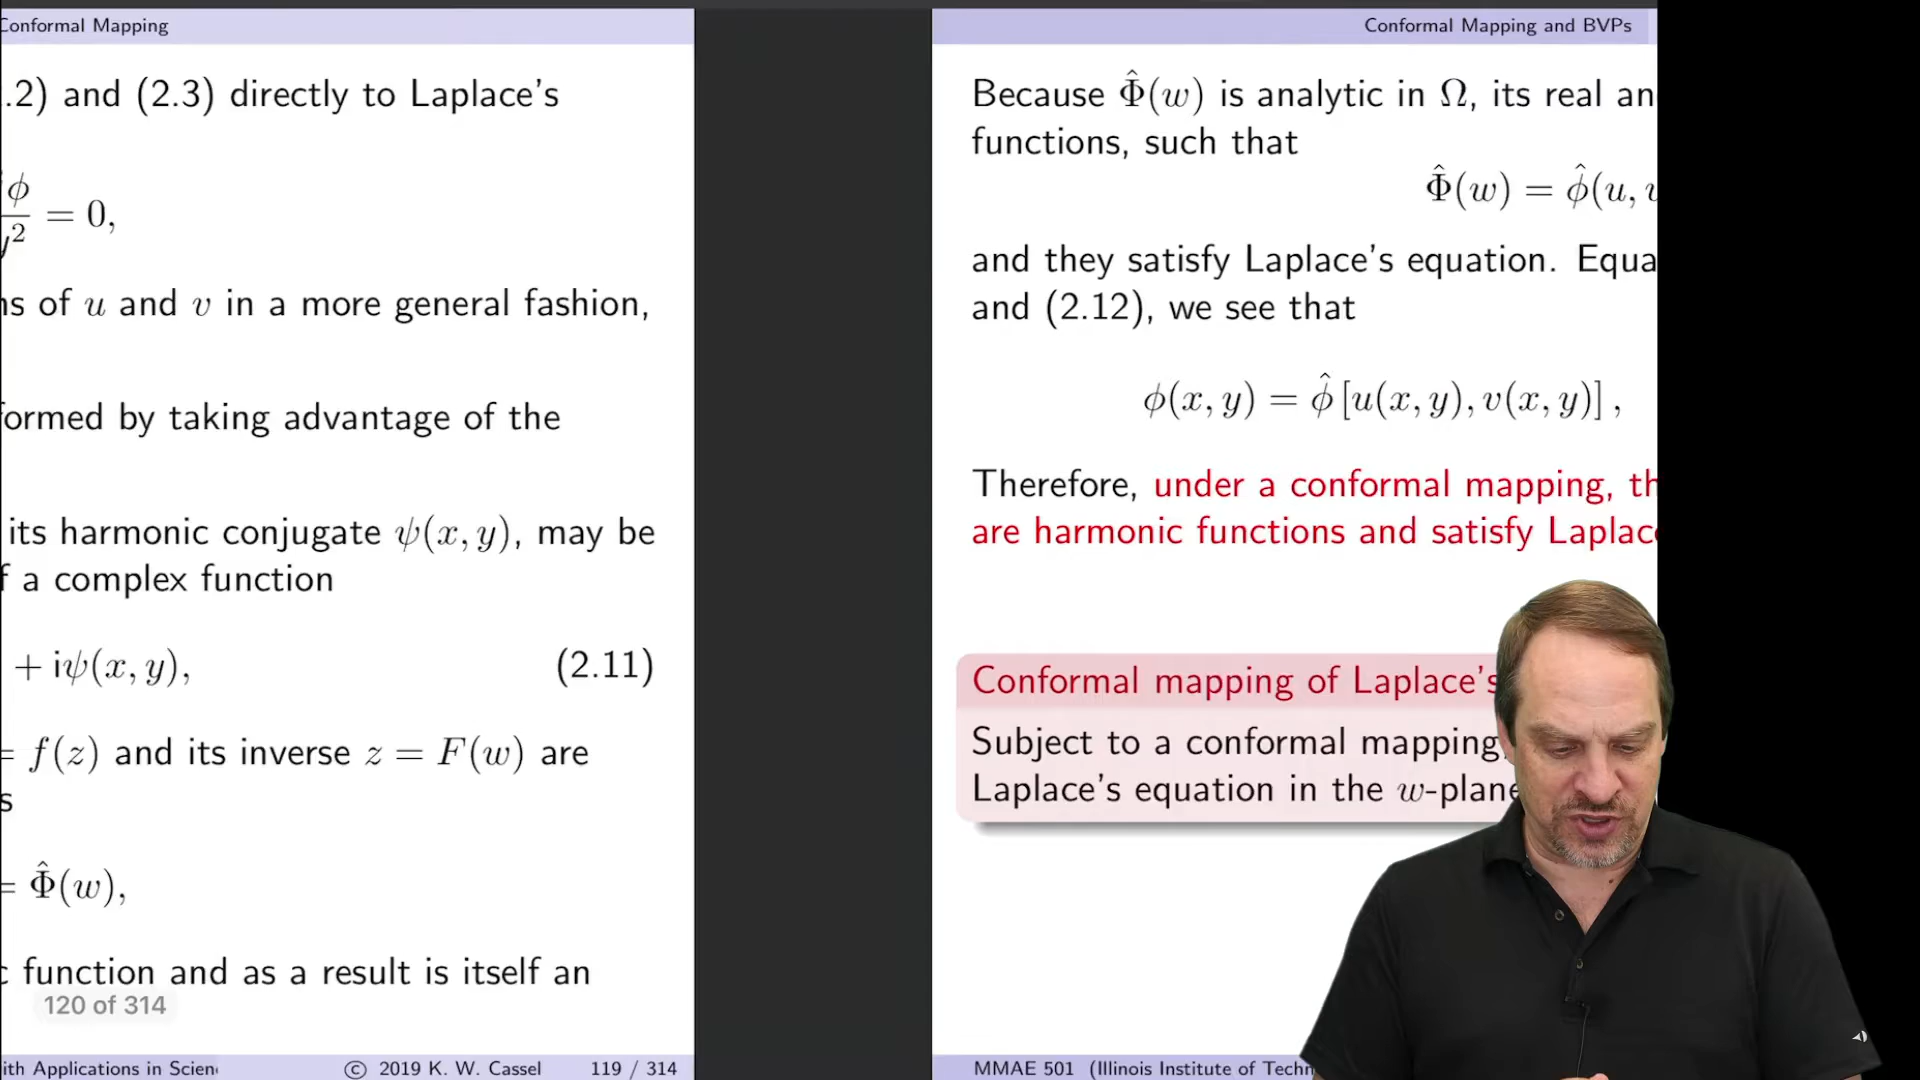 Conformal Mapping
.2) and (2.3) directly to Laplace's
ϕ
= 0,
y²
ns of u and v in a more general fashion,
formed by taking advantage of the
its harmonic conjugate ψ(x, y), may be
f a complex function
+ iψ(x, y), (2.11)
= f(z) and its inverse z = F(w) are
s
= Φ̂(w),
c function and as a result is itself an
120 of 314
ith Applications in Scien
© 2019 K. W. Cassel 119 / 314
Conformal Mapping and BVPs
Because Φ̂(w) is analytic in Ω, its real an
functions, such that
Φ̂(w) = ϕ̂(u, v
and they satisfy Laplace's equation. Equa
and (2.12), we see that
ϕ(x, y) = ϕ̂ [u(x, y), v(x, y)] ,
Therefore, under a conformal mapping, th
are harmonic functions and satisfy Laplac
Conformal mapping of Laplace's
Subject to a conformal mapping,
Laplace's equation in the w-plane
MMAE 501 (Illinois Institute of Techn